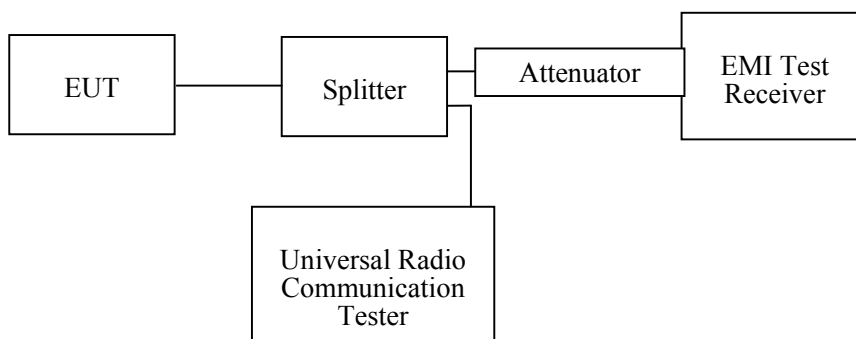 EUT
Splitter
Attenuator
EMI Test
Receiver
Universal Radio
Communication
Tester